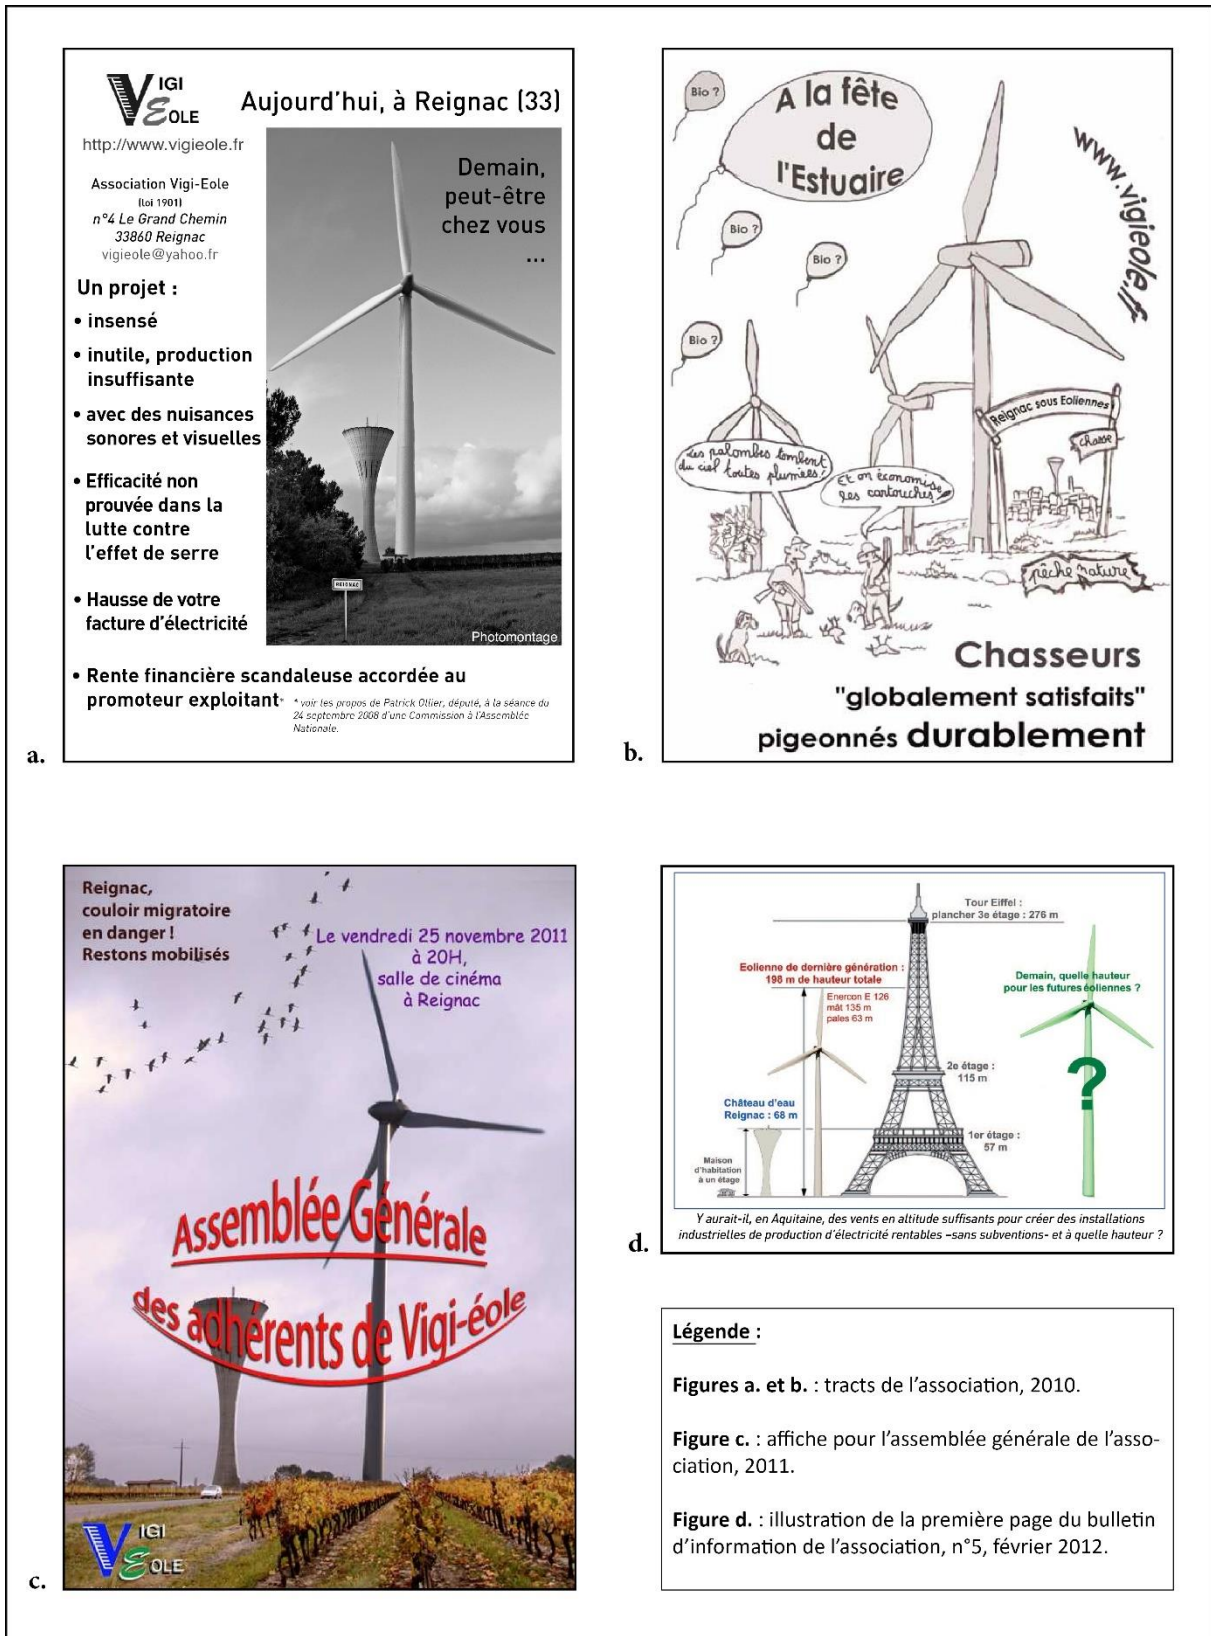 VIGI
EOLE
http://www.vigieole.fr
Association Vigi-Eole
(loi 1901)
n°4 Le Grand Chemin
33860 Reignac
vigieole@yahoo.fr
Aujourd'hui, à Reignac (33)
Demain,
peut-être
chez vous
...
Un projet :
• insensé
• inutile, production
insuffisante
• avec des nuisances
sonores et visuelles
• Efficacité non
prouvée dans la
lutte contre
l'effet de serre
• Hausse de votre
facture d'électricité
REIGNAC
Photomontage
• Rente financière scandaleuse accordée au
promoteur exploitant*
* voir les propos de Patrick Ollier, député, à la séance du
24 septembre 2008 d'une Commission à l'Assemblée
Nationale.
a.
Bio ?
A la fête
de
l'Estuaire
www.vigieole.fr
Bio ?
Bio ?
Bio ?
Reignac sous Eoliennes
chasse
Les palombes tombent
du ciel toutes plumées!
Et on économise
les cartouches!
pêche nature
Chasseurs
"globalement satisfaits"
pigeonnés durablement
b.
Reignac,
couloir migratoire
en danger !
Restons mobilisés
Le vendredi 25 novembre 2011
à 20H,
salle de cinéma
à Reignac
Assemblée Générale
des adhérents de Vigi-éole
VIGI
EOLE
c.
Tour Eiffel :
plancher 3e étage : 276 m
Eolienne de dernière génération :
198 m de hauteur totale
Enercon E 126
mât 135 m
pales 63 m
Demain, quelle hauteur
pour les futures éoliennes ?
?
2e étage :
115 m
Château d'eau
Reignac : 68 m
1er étage :
57 m
Maison
d'habitation
à un étage
Y aurait-il, en Aquitaine, des vents en altitude suffisants pour créer des installations
industrielles de production d'électricité rentables –sans subventions- et à quelle hauteur ?
d.
Légende :
Figures a. et b. : tracts de l'association, 2010.
Figure c. : affiche pour l'assemblée générale de l'asso-
ciation, 2011.
Figure d. : illustration de la première page du bulletin
d'information de l'association, n°5, février 2012.